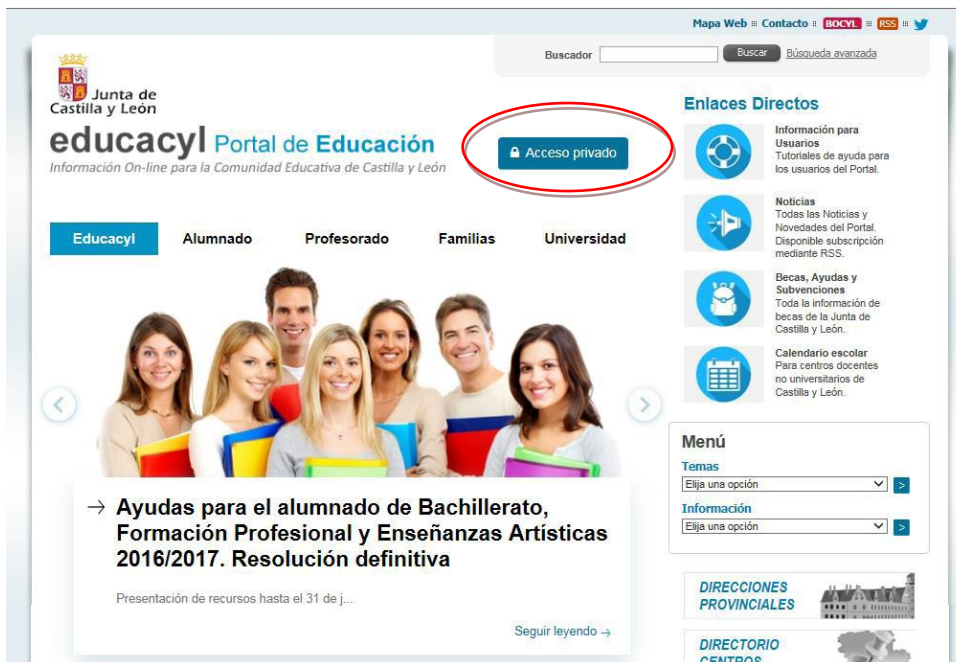 Mapa Web :: Contacto :: BOCYL :: RSS ::
Buscador Buscar Búsqueda avanzada
Junta de
Castilla y León
educacyl Portal de Educación
Información On-line para la Comunidad Educativa de Castilla y León
Acceso privado
Educacyl Alumnado Profesorado Familias Universidad
→ Ayudas para el alumnado de Bachillerato,
Formación Profesional y Enseñanzas Artísticas
2016/2017. Resolución definitiva
Presentación de recursos hasta el 31 de j...
Seguir leyendo →
Enlaces Directos
Información para
Usuarios
Tutoriales de ayuda para
los usuarios del Portal.
Noticias
Todas las Noticias y
Novedades del Portal.
Disponible subscripción
mediante RSS.
Becas, Ayudas y
Subvenciones
Toda la información de
becas de la Junta de
Castilla y León.
Calendario escolar
Para centros docentes
no universitarios de
Castilla y León.
Menú
Temas
Elija una opción >
Información
Elija una opción >
DIRECCIONES
PROVINCIALES
DIRECTORIO
CENTROS